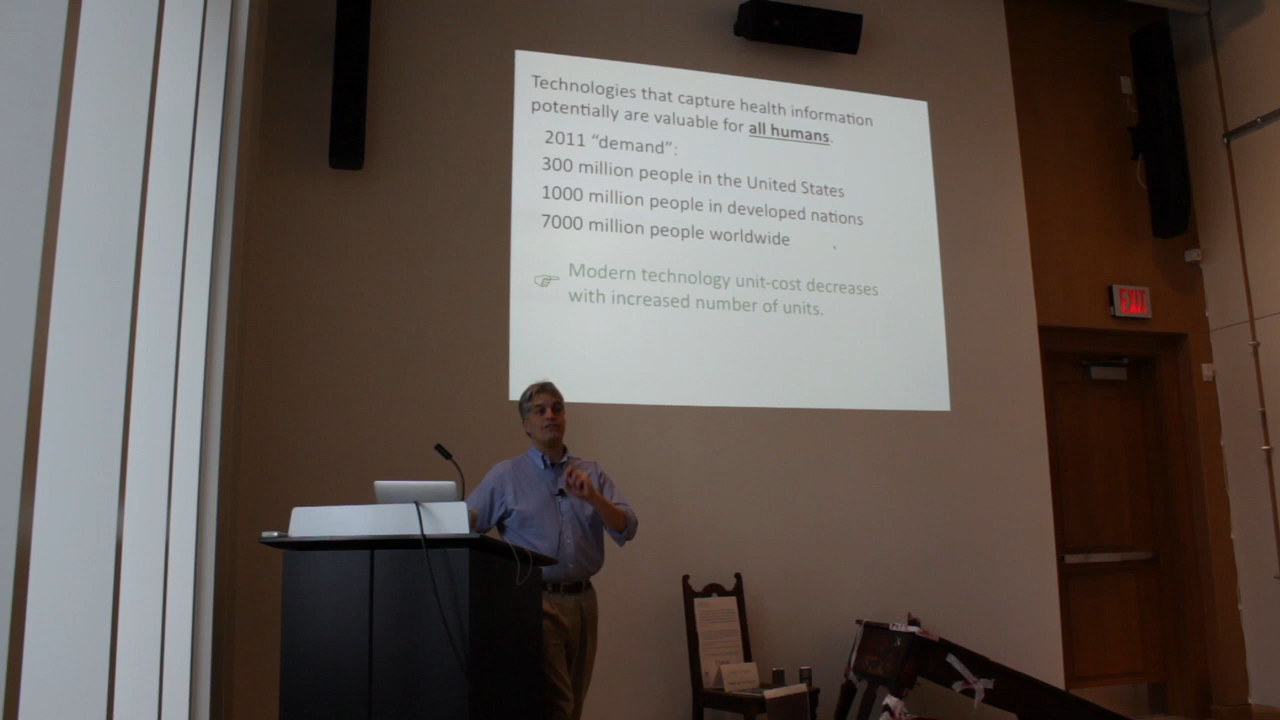 Technologies that capture health information
potentially are valuable for all humans.
2011 “demand”:
300 million people in the United States
1000 million people in developed nations
7000 million people worldwide
☞ Modern technology unit-cost decreases
with increased number of units.
EXIT